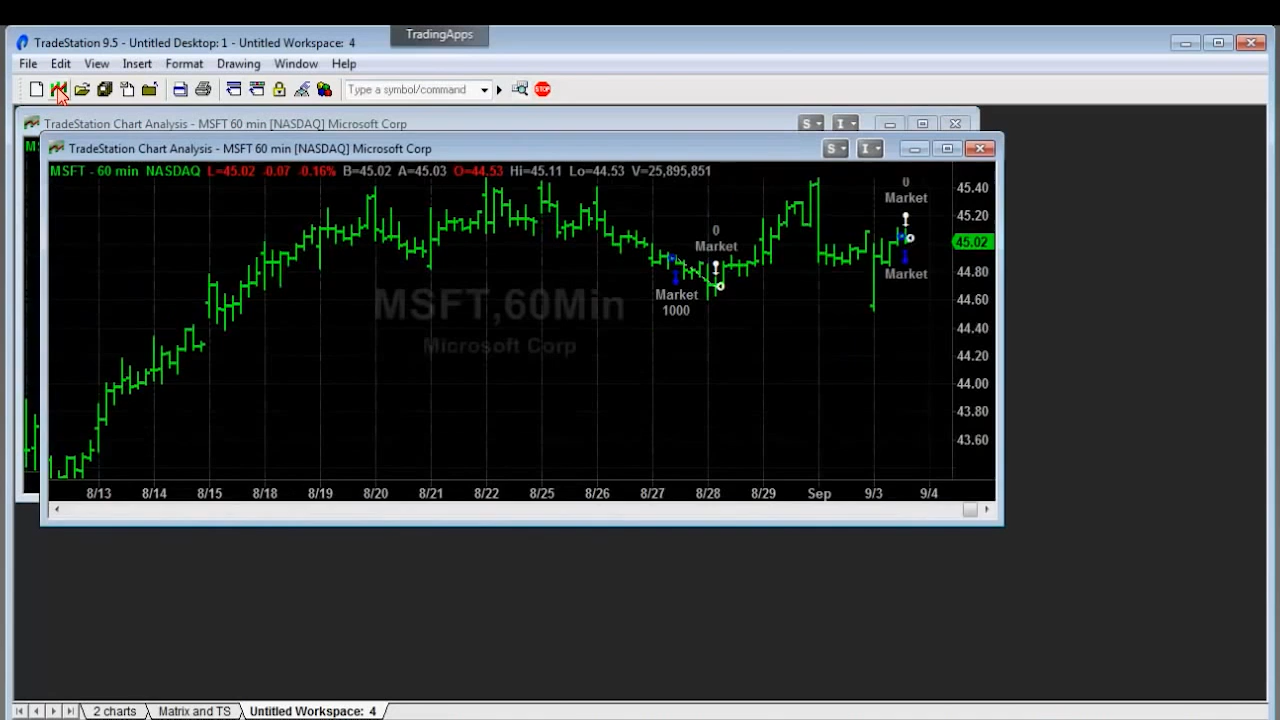 TradingApps
TradeStation 9.5 - Untitled Desktop: 1 - Untitled Workspace: 4
File Edit View Insert Format Drawing Window Help
Type a symbol/command STOP
TradeStation Chart Analysis - MSFT 60 min [NASDAQ] Microsoft Corp S I
TradeStation Chart Analysis - MSFT 60 min [NASDAQ] Microsoft Corp S I
MSFT - 60 min NASDAQ L=45.02 -0.07 -0.16% B=45.02 A=45.03 O=44.53 Hi=45.11 Lo=44.53 V=25,895,851
0
Market
0
Market
Market
1000
Market
MSFT,60Min
Microsoft Corp
45.40
45.20
45.02
44.80
44.60
44.40
44.20
44.00
43.80
43.60
8/13 8/14 8/15 8/18 8/19 8/20 8/21 8/22 8/25 8/26 8/27 8/28 8/29 Sep 9/3 9/4
2 charts Matrix and TS Untitled Workspace: 4